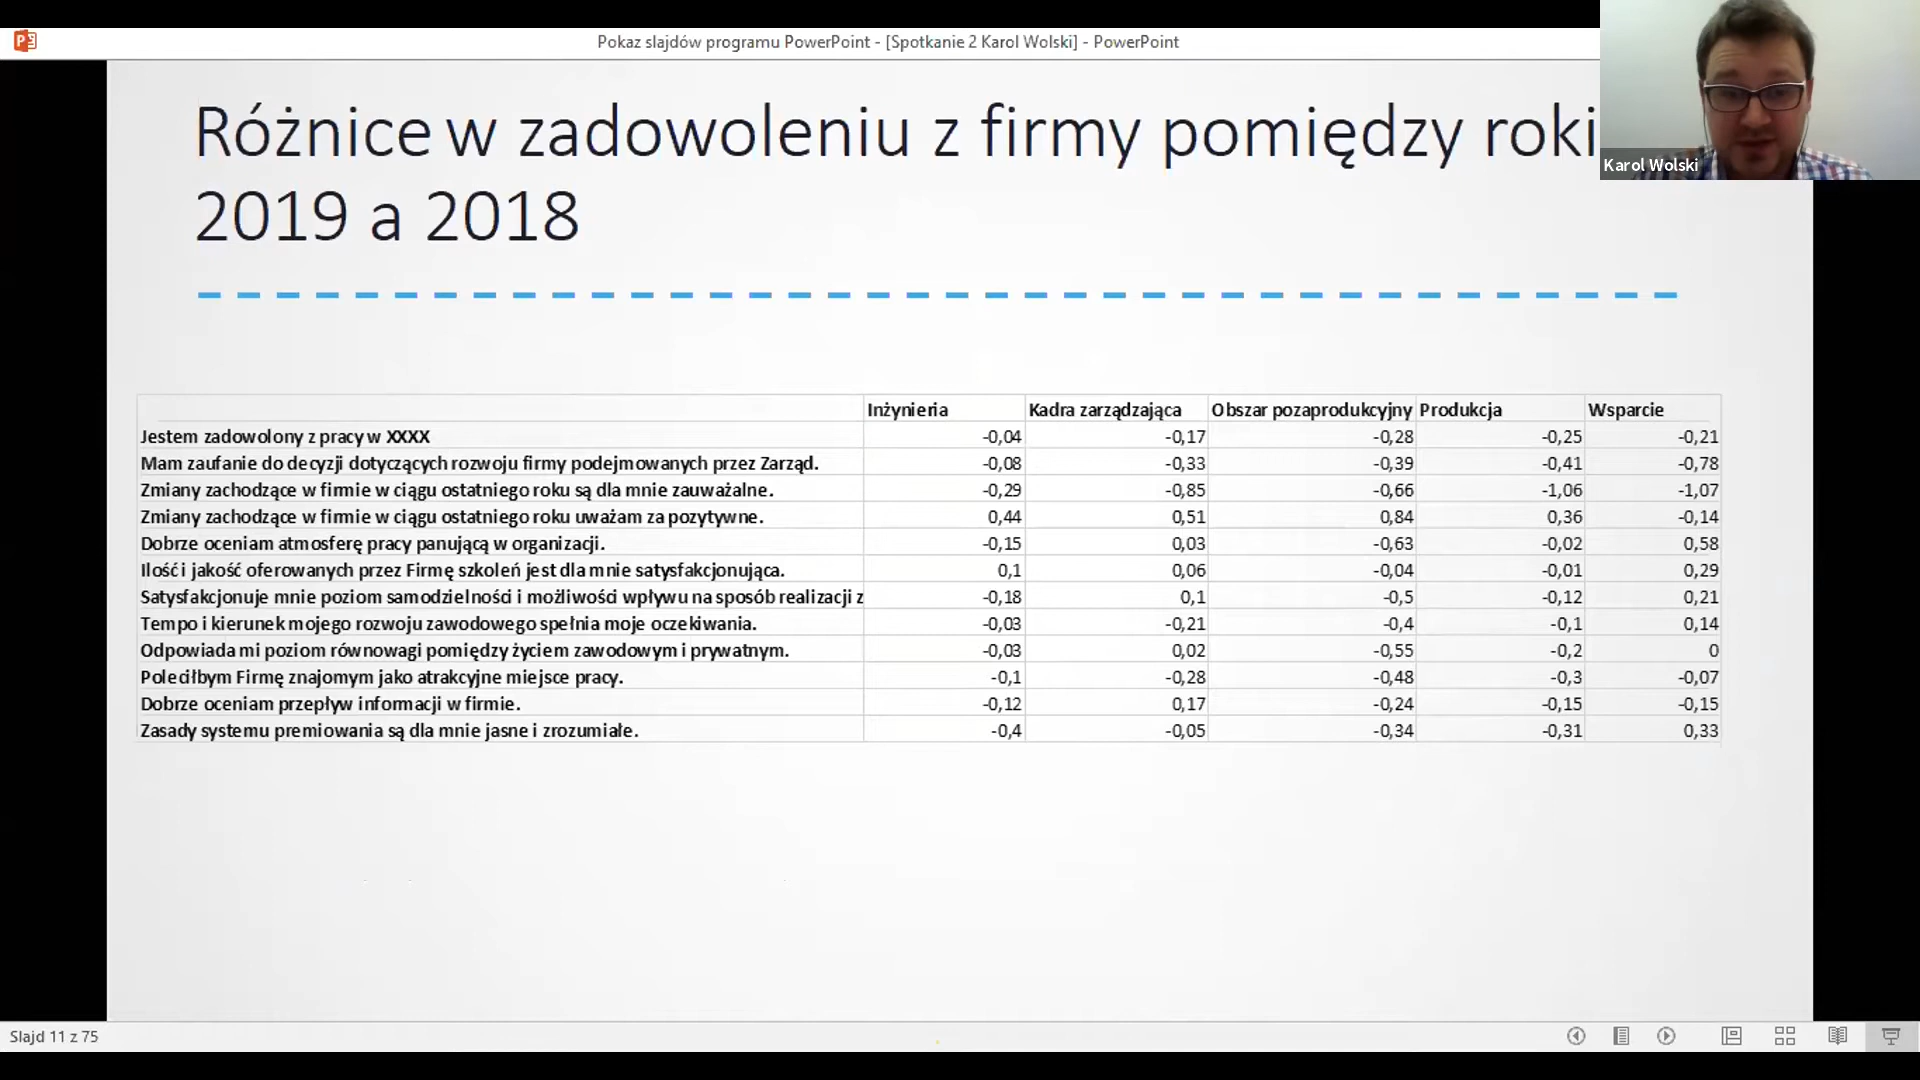 Pokaz slajdów programu PowerPoint - [Spotkanie 2 Karol Wolski] - PowerPoint
Karol Wolski
Różnice w zadowoleniu z firmy pomiędzy roki
2019 a 2018
Inżynieria Kadra zarządzająca Obszar pozaprodukcyjny Produkcja Wsparcie
Jestem zadowolony z pracy w XXXX -0,04 -0,17 -0,28 -0,25 -0,21
Mam zaufanie do decyzji dotyczących rozwoju firmy podejmowanych przez Zarząd. -0,08 -0,33 -0,39 -0,41 -0,78
Zmiany zachodzące w firmie w ciągu ostatniego roku są dla mnie zauważalne. -0,29 -0,85 -0,66 -1,06 -1,07
Zmiany zachodzące w firmie w ciągu ostatniego roku uważam za pozytywne. 0,44 0,51 0,84 0,36 -0,14
Dobrze oceniam atmosferę pracy panującą w organizacji. -0,15 0,03 -0,63 -0,02 0,58
Ilość i jakość oferowanych przez Firmę szkoleń jest dla mnie satysfakcjonująca. 0,1 0,06 -0,04 -0,01 0,29
Satysfakcjonuje mnie poziom samodzielności i możliwości wpływu na sposób realizacji z -0,18 0,1 -0,5 -0,12 0,21
Tempo i kierunek mojego rozwoju zawodowego spełnia moje oczekiwania. -0,03 -0,21 -0,4 -0,1 0,14
Odpowiada mi poziom równowagi pomiędzy życiem zawodowym i prywatnym. -0,03 0,02 -0,55 -0,2 0
Poleciłbym Firmę znajomym jako atrakcyjne miejsce pracy. -0,1 -0,28 -0,48 -0,3 -0,07
Dobrze oceniam przepływ informacji w firmie. -0,12 0,17 -0,24 -0,15 -0,15
Zasady systemu premiowania są dla mnie jasne i zrozumiałe. -0,4 -0,05 -0,34 -0,31 0,33
Slajd 11 z 75